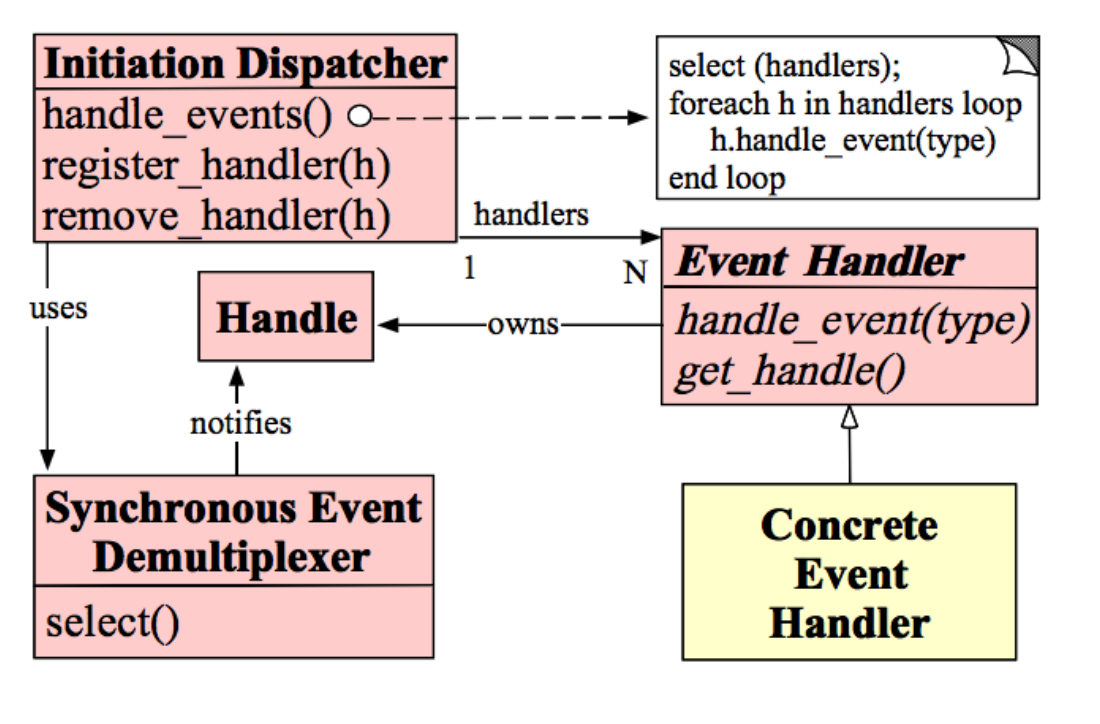 Initiation Dispatcher
handle_events()
register_handler(h)
remove_handler(h)
select (handlers);
foreach h in handlers loop
h.handle_event(type)
end loop
handlers
1
N
Event Handler
handle_event(type)
get_handle()
uses
Handle
owns
notifies
Synchronous Event
Demultiplexer
select()
Concrete
Event
Handler